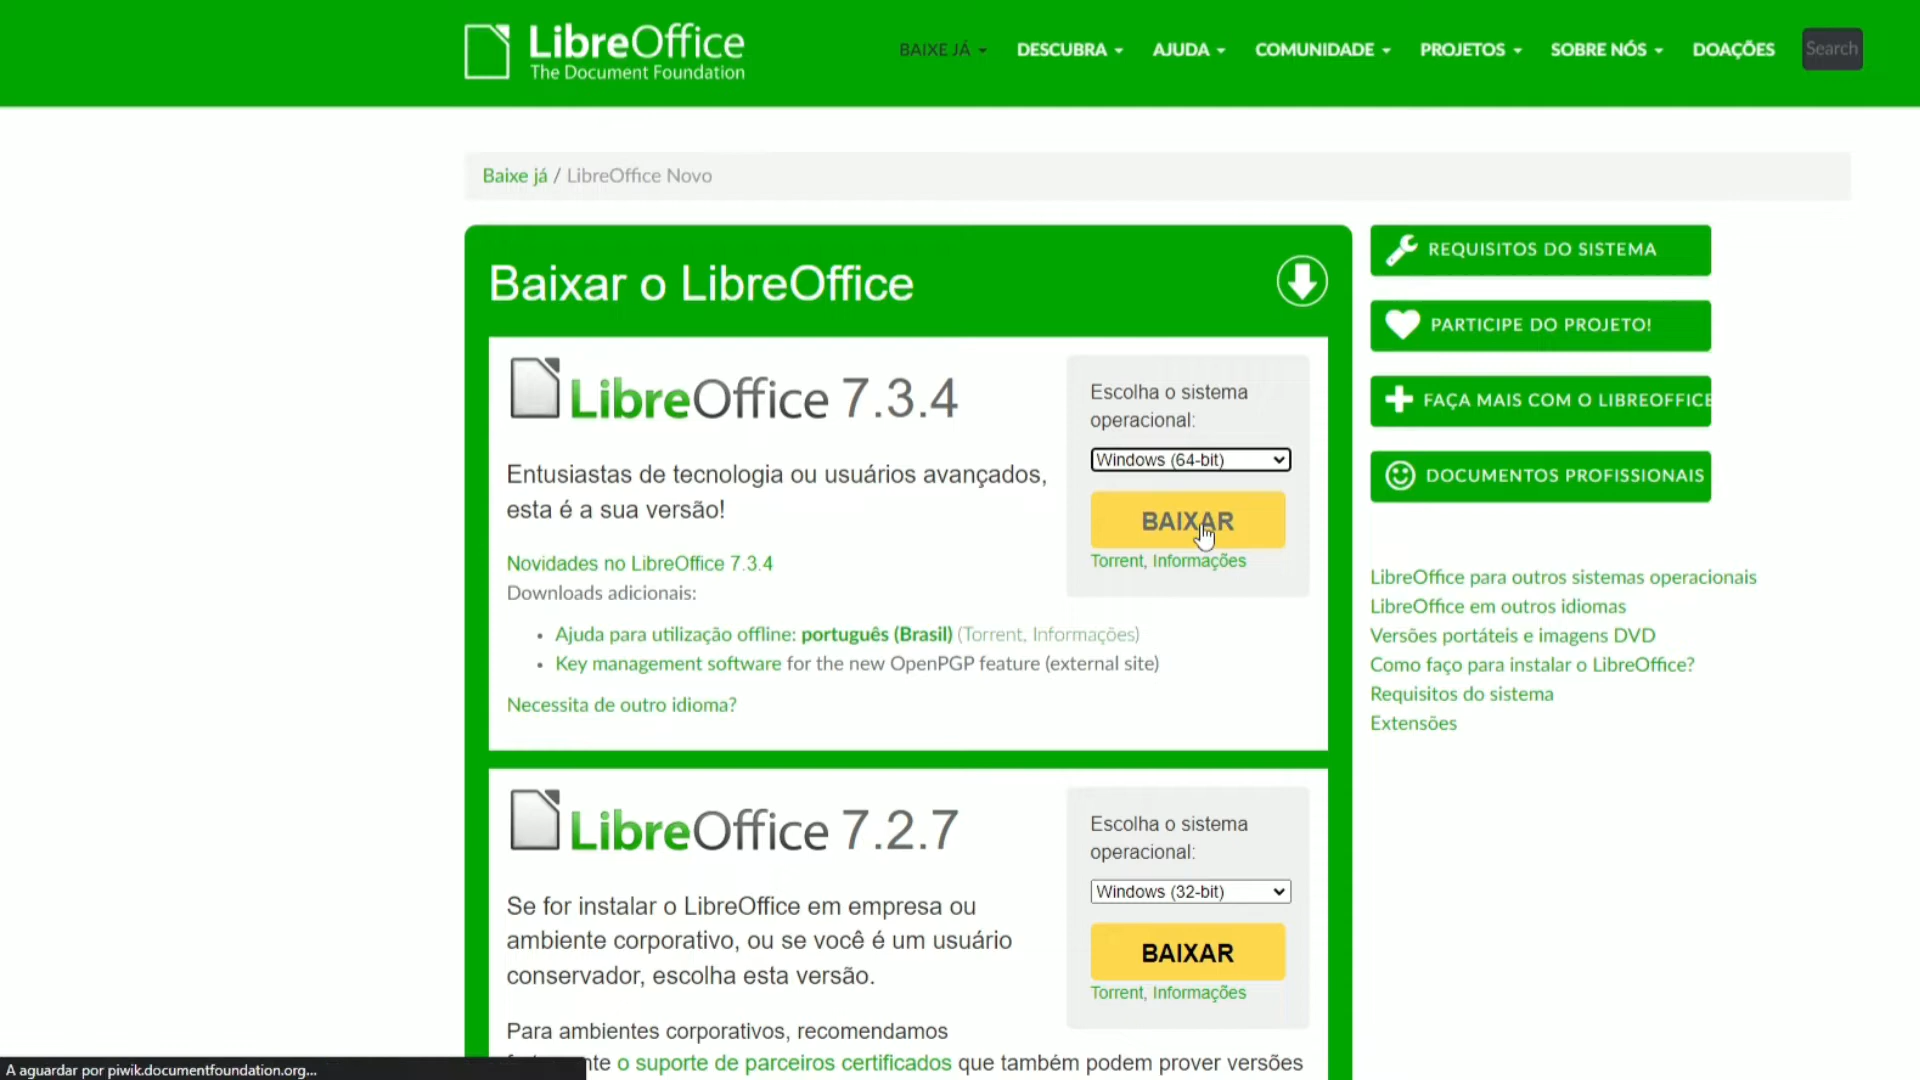 LibreOffice
The Document Foundation
BAIXE JÁ
DESCUBRA
AJUDA
COMUNIDADE
PROJETOS
SOBRE NÓS
DOAÇÕES
Search
Baixe já / LibreOffice Novo
Baixar o LibreOffice
LibreOffice 7.3.4
Escolha o sistema
operacional:
Windows (64-bit)
BAIXAR
Torrent, Informações
Entusiastas de tecnologia ou usuários avançados,
esta é a sua versão!
Novidades no LibreOffice 7.3.4
Downloads adicionais:
• Ajuda para utilização offline: português (Brasil) (Torrent, Informações)
• Key management software for the new OpenPGP feature (external site)
Necessita de outro idioma?
LibreOffice 7.2.7
Escolha o sistema
operacional:
Windows (32-bit)
BAIXAR
Torrent, Informações
Se for instalar o LibreOffice em empresa ou
ambiente corporativo, ou se você é um usuário
conservador, escolha esta versão.
Para ambientes corporativos, recomendamos
o suporte de parceiros certificados que também podem prover versões
REQUISITOS DO SISTEMA
PARTICIPE DO PROJETO!
FAÇA MAIS COM O LIBREOFFICE
DOCUMENTOS PROFISSIONAIS
LibreOffice para outros sistemas operacionais
LibreOffice em outros idiomas
Versões portáteis e imagens DVD
Como faço para instalar o LibreOffice?
Requisitos do sistema
Extensões
A aguardar por piwik.documentfoundation.org...